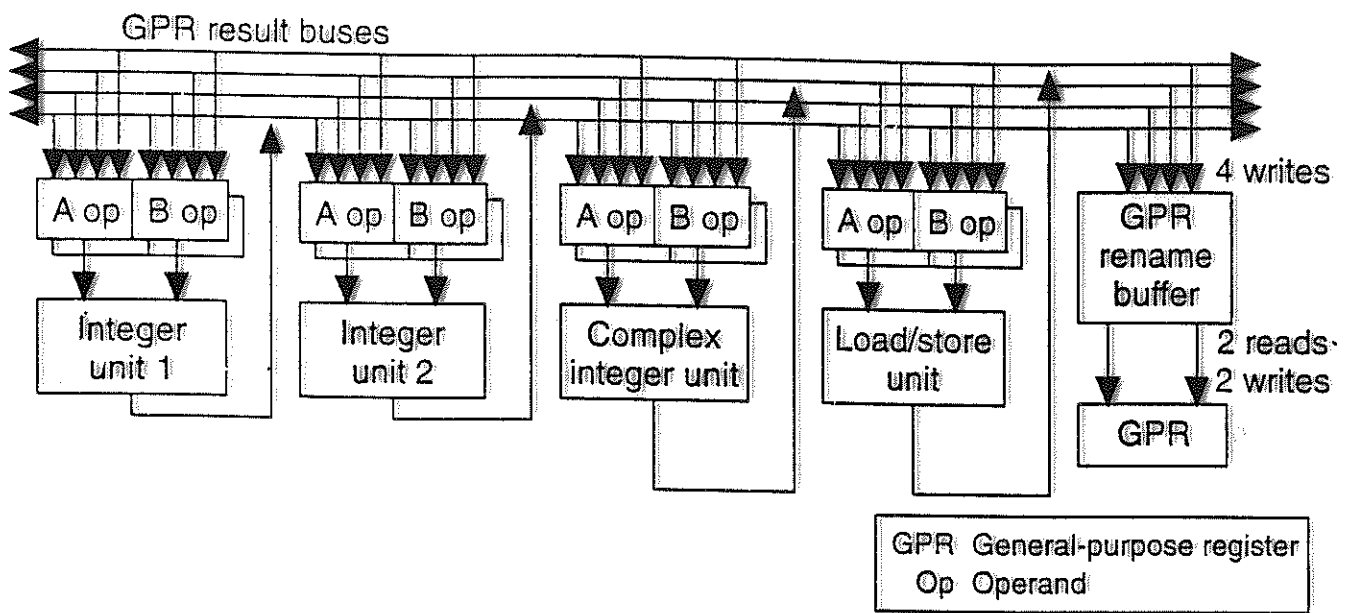 GPR result buses
4 writes
A op
B op
A op
B op
A op
B op
A op
B op
GPR
rename
buffer
Integer
unit 1
Integer
unit 2
Complex
integer unit
Load/store
unit
2 reads
2 writes
GPR
GPR General-purpose register
Op Operand